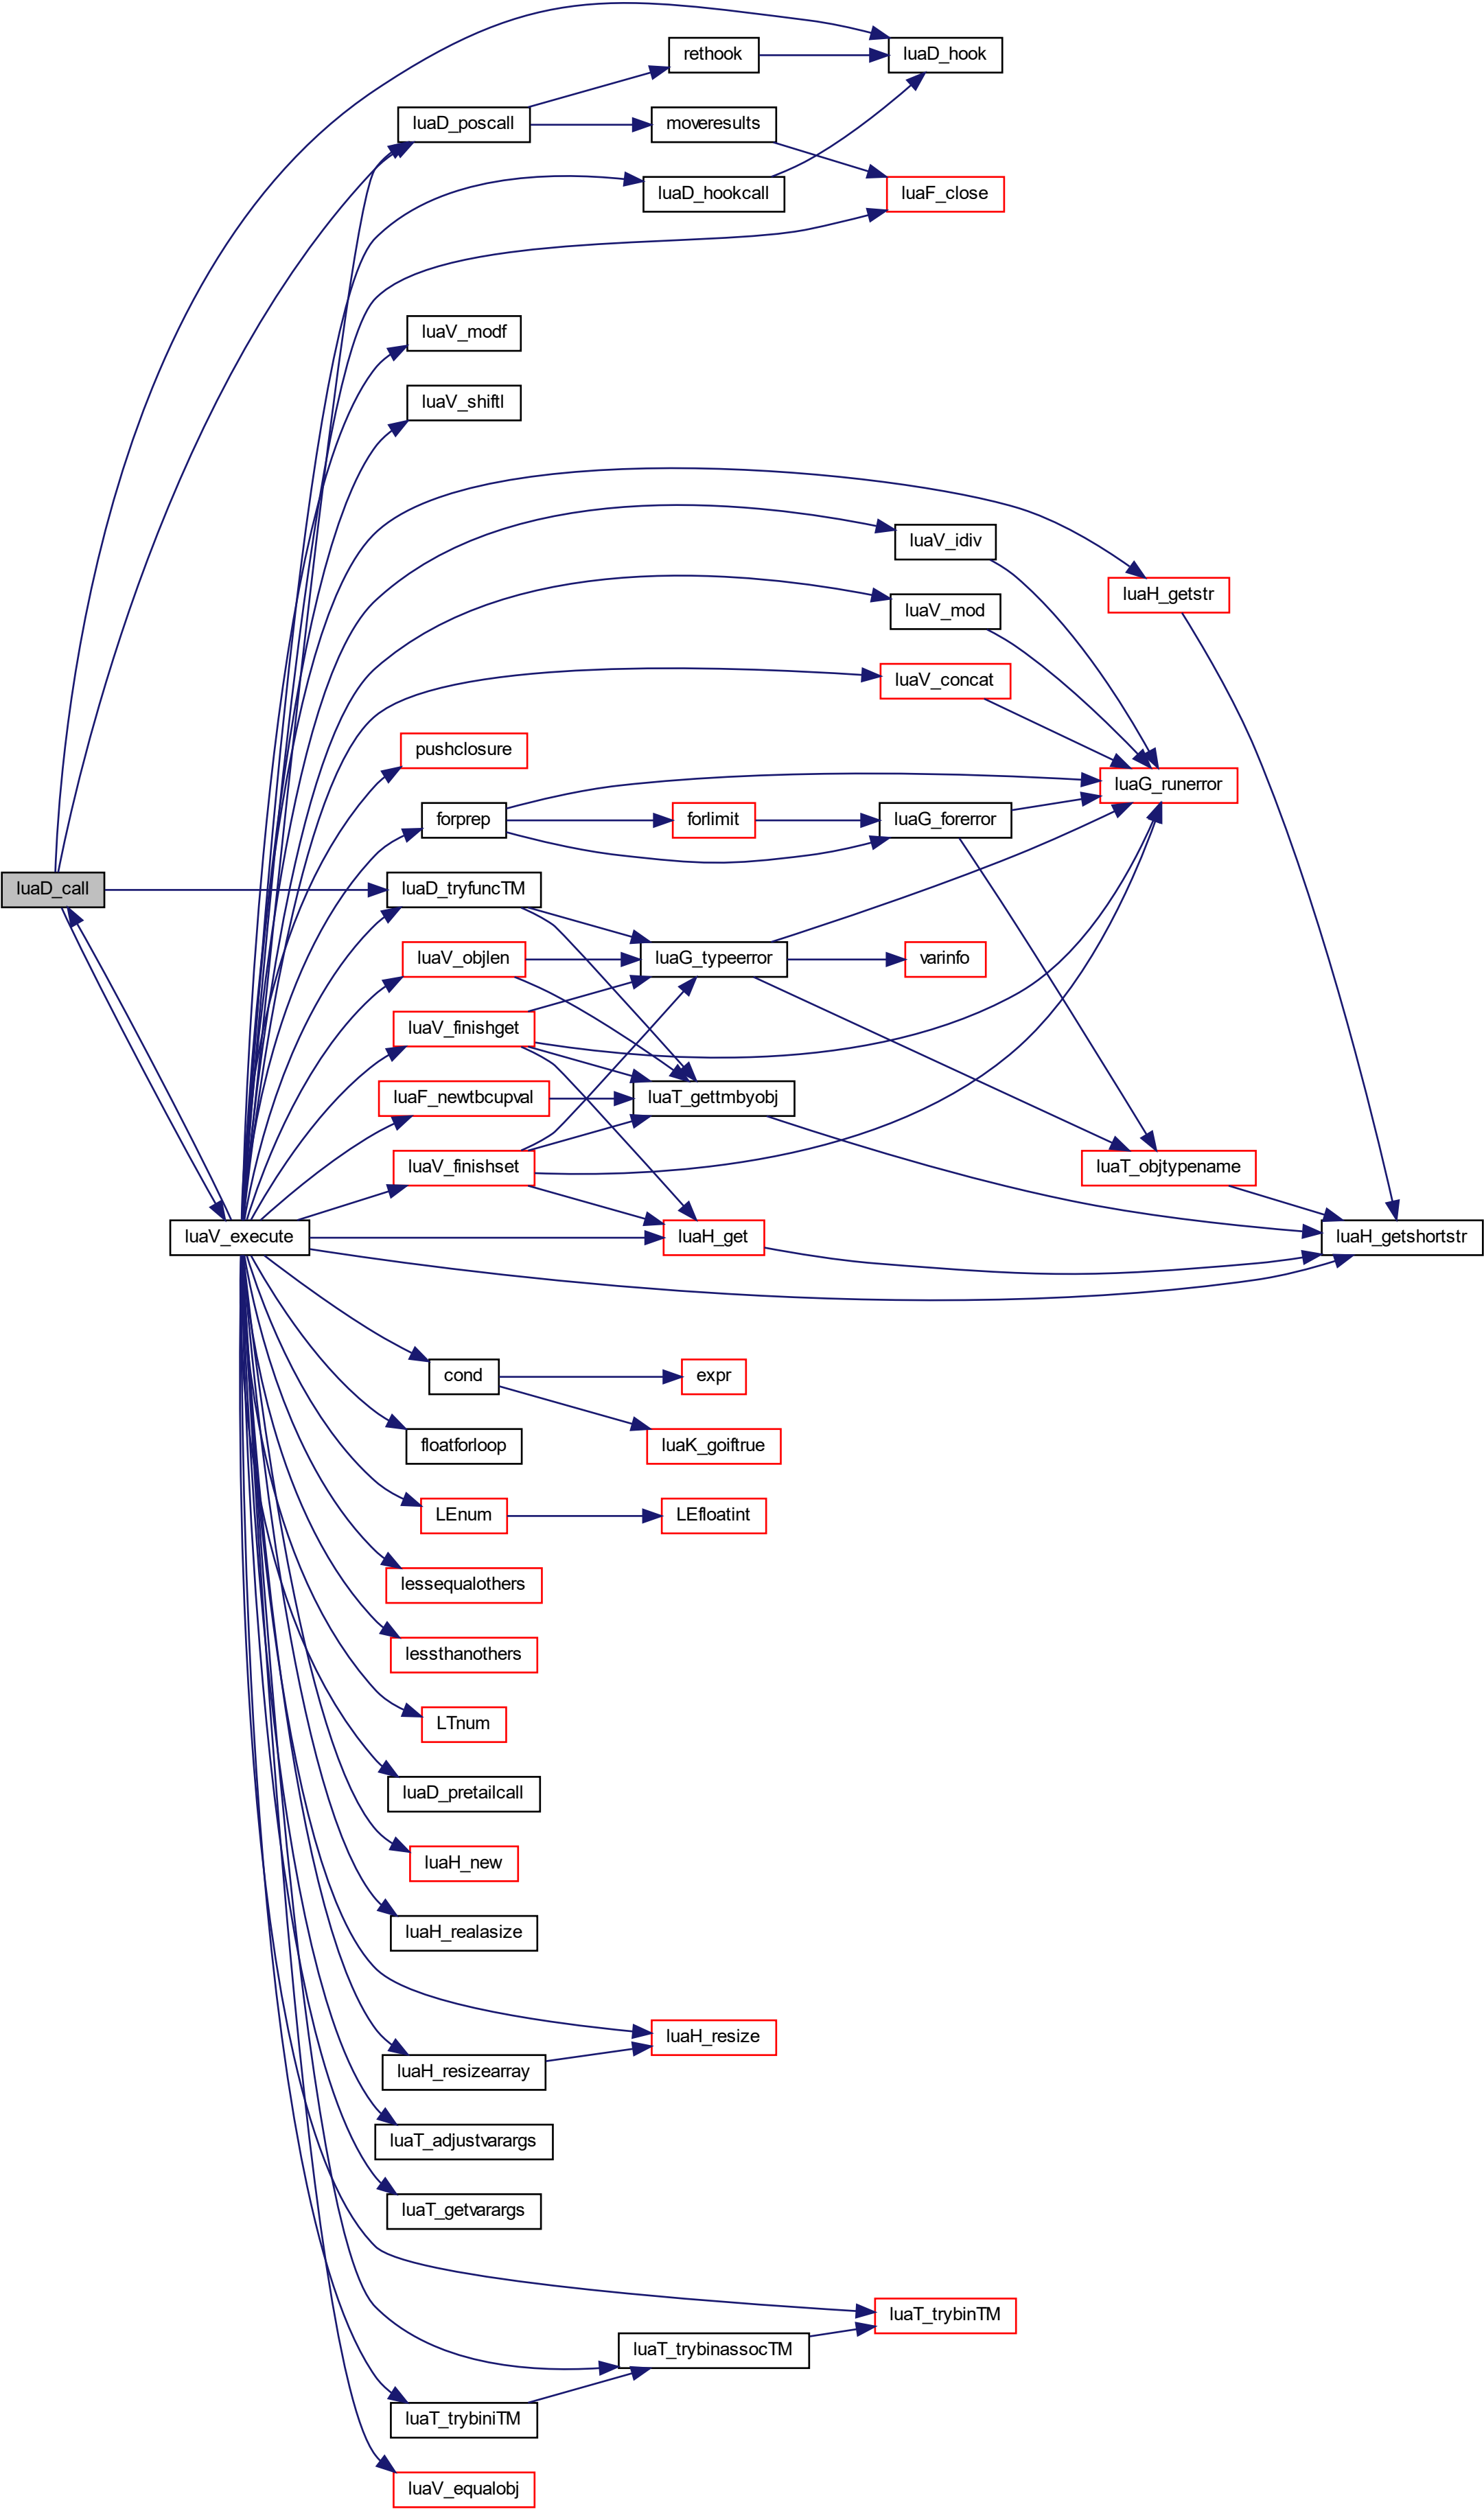 rethook
luaD_hook
luaD_poscall
moveresults
luaD_hookcall
luaF_close
luaV_modf
luaV_shiftl
luaV_idiv
luaH_getstr
luaV_mod
luaV_concat
pushclosure
luaG_runerror
forprep
forlimit
luaG_forerror
luaD_call
luaD_tryfuncTM
luaV_objlen
luaG_typeerror
varinfo
luaV_finishget
luaF_newtbcupval
luaT_gettmbyobj
luaV_finishset
luaT_objtypename
luaV_execute
luaH_get
luaH_getshortstr
cond
expr
floatforloop
luaK_goiftrue
LEnum
LEfloatint
lessequalothers
lessthanothers
LTnum
luaD_pretailcall
luaH_new
luaH_realasize
luaH_resize
luaH_resizearray
luaT_adjustvarargs
luaT_getvarargs
luaT_trybinTM
luaT_trybinassocTM
luaT_trybiniTM
luaV_equalobj